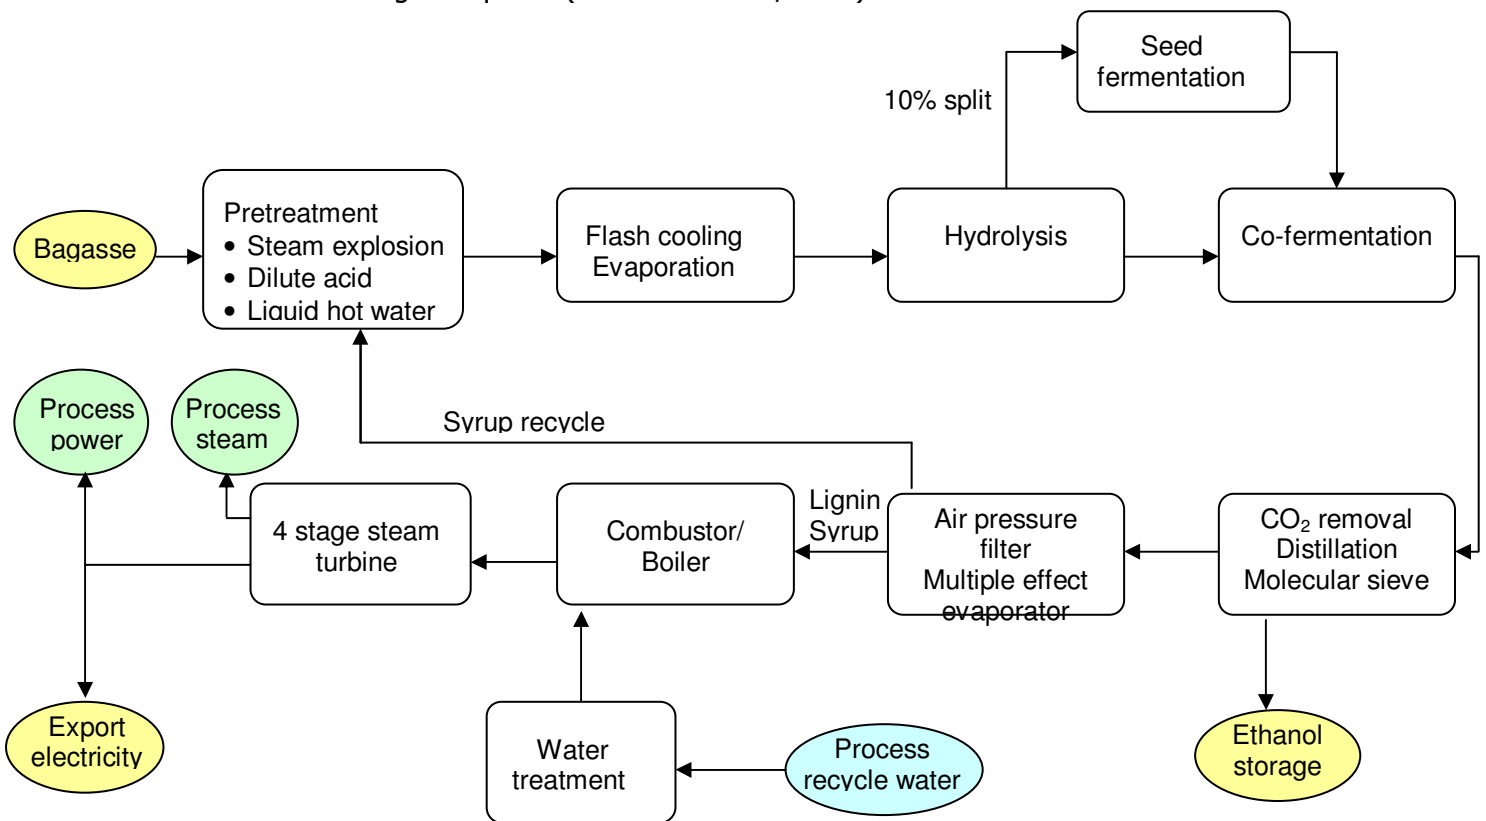 Seed
fermentation
10% split
Pretreatment
• Steam explosion
• Dilute acid
• Liquid hot water
Bagasse
Flash cooling
Evaporation
Hydrolysis
Co-fermentation
Process
power
Process
steam
Syrup recycle
4 stage steam
turbine
Combustor/
Boiler
Lignin
Syrup
Air pressure
filter
Multiple effect
evaporator
CO₂ removal
Distillation
Molecular sieve
Export
electricity
Water
treatment
Process
recycle water
Ethanol
storage